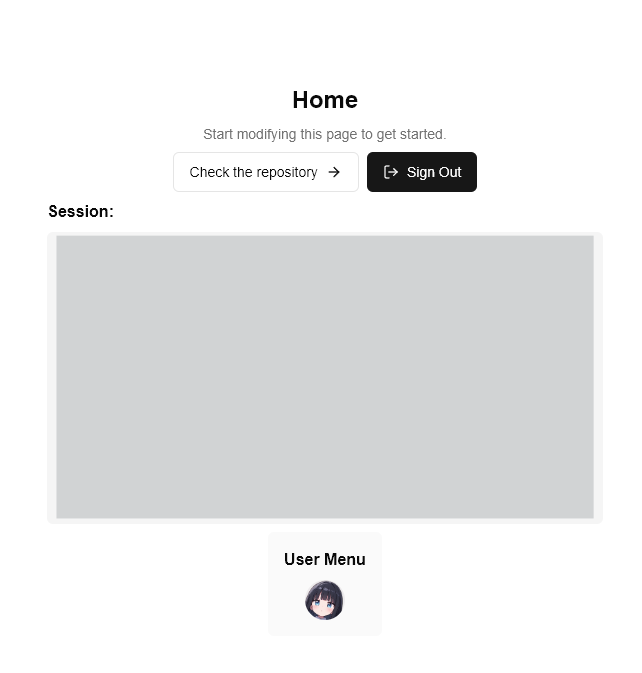 Home
Start modifying this page to get started.
Check the repository
Sign Out
Session:
User Menu